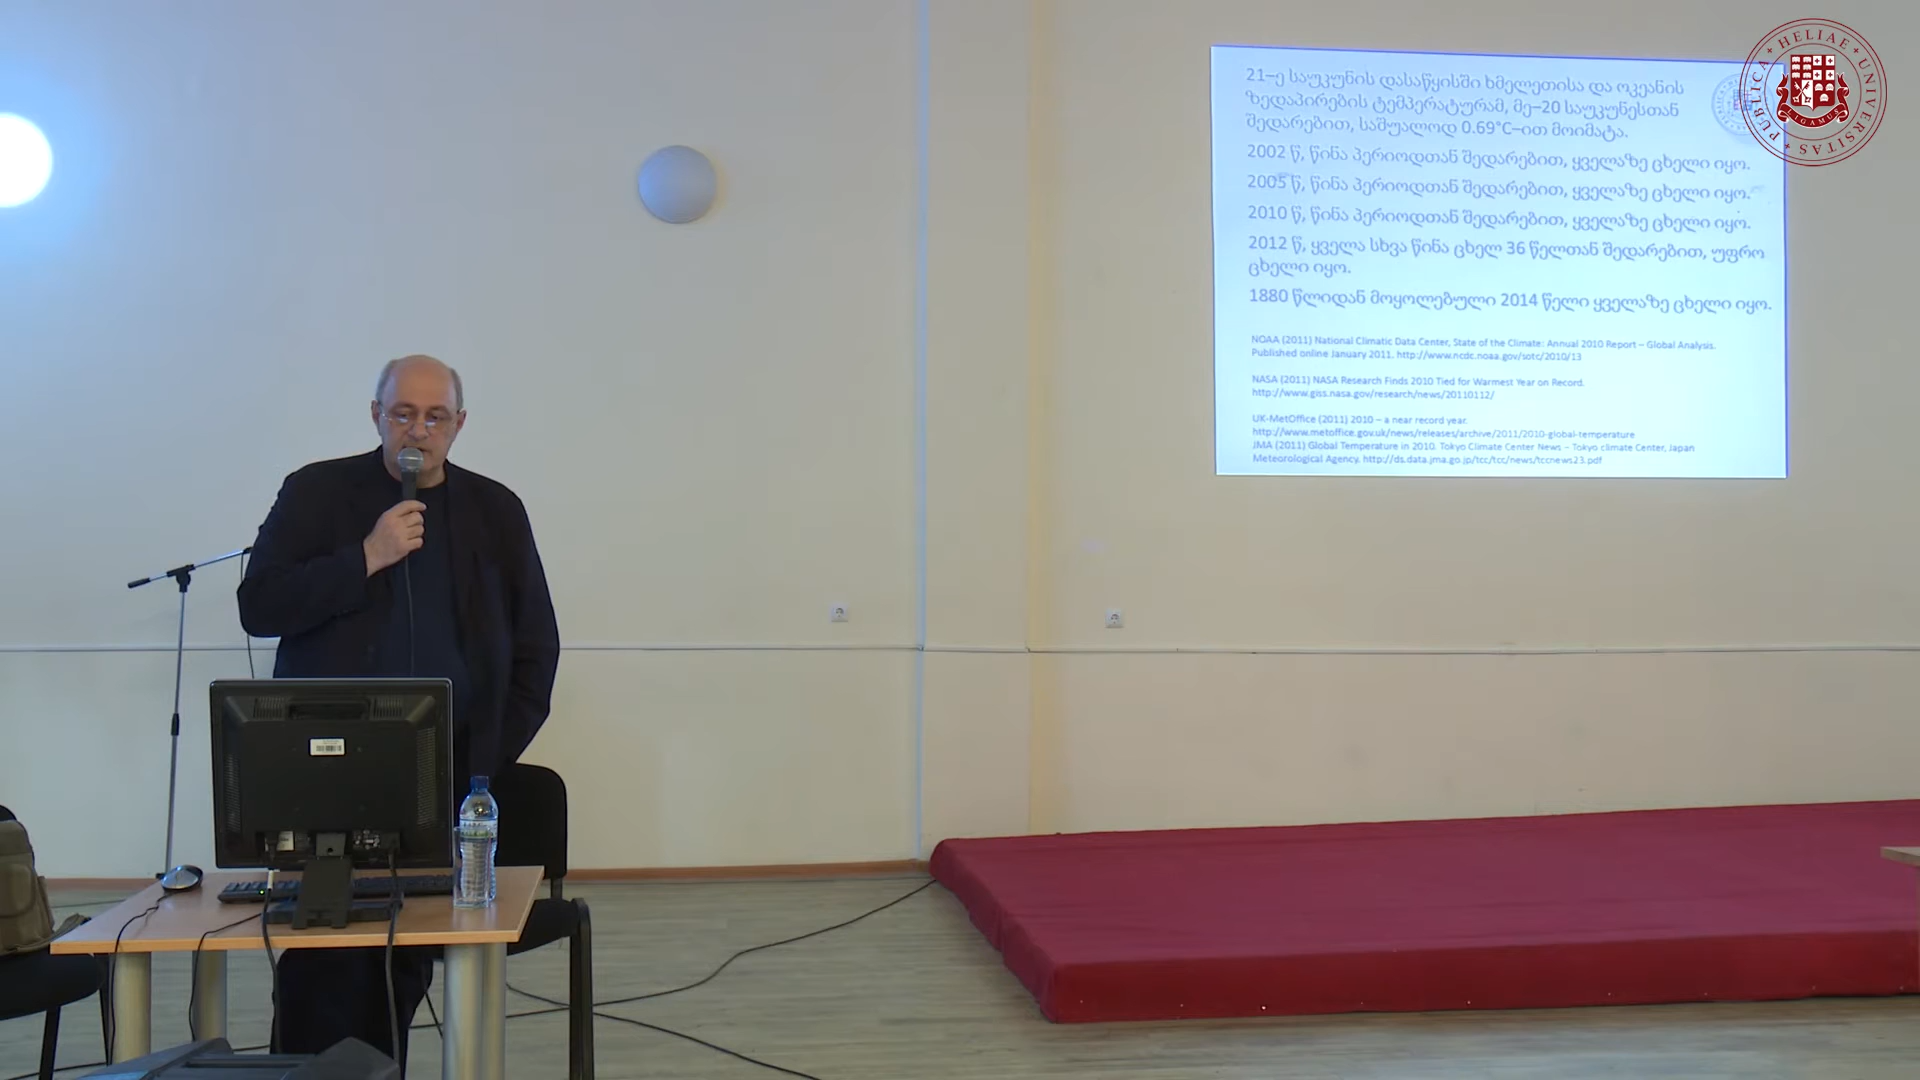 21–ე საუკუნის დასაწყისში ხმელეთისა და ოკეანის
ზედაპირების ტემპერატურამ, მე–20 საუკუნესთან
შედარებით, საშუალოდ 0.69°C–ით მოიმატა.
2002 წ, წინა პერიოდთან შედარებით, ყველაზე ცხელი იყო.
2005 წ, წინა პერიოდთან შედარებით, ყველაზე ცხელი იყო.
2010 წ, წინა პერიოდთან შედარებით, ყველაზე ცხელი იყო.
2012 წ, ყველა სხვა წინა ცხელ 36 წელთან შედარებით, უფრო
ცხელი იყო.
1880 წლიდან მოყოლებული 2014 წელი ყველაზე ცხელი იყო.
NOAA (2011) National Climatic Data Center, State of the Climate: Annual 2010 Report – Global Analysis.
Published online January 2011, http://www.ncdc.noaa.gov/sotc/2010/13
NASA (2011) NASA Research Finds 2010 Tied for Warmest Year on Record.
http://www.giss.nasa.gov/research/news/20110112/
UK-MetOffice (2011) 2010 – a near record year.
http://www.metoffice.gov.uk/news/releases/archive/2011/2010-global-temperature
JMA (2011) Global Temperature in 2010. Tokyo Climate Center News – Tokyo climate Center, Japan
Meteorological Agency. http://ds.data.jma.go.jp/tcc/tcc/news/tccnews23.pdf
PUBLICA HELIAE UNIVERSITAS
LIGAMUS